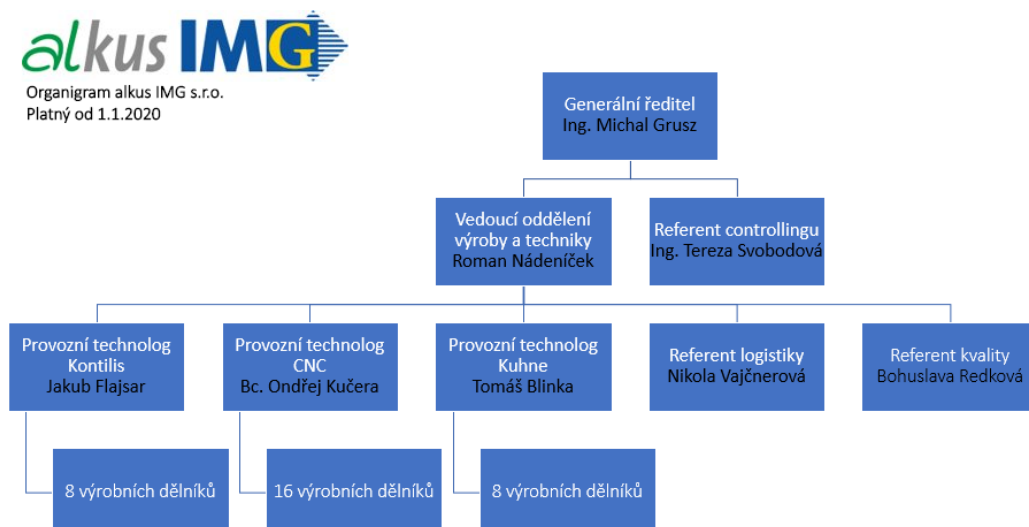 alkus IMG
Organigram alkus IMG s.r.o.
Platný od 1.1.2020
Generální ředitel
Ing. Michal Grusz
Vedoucí oddělení
výroby a techniky
Roman Nádeníček
Referent controllingu
Ing. Tereza Svobodová
Provozní technolog
Kontilis
Jakub Flajsar
Provozní technolog
CNC
Bc. Ondřej Kučera
Provozní technolog
Kuhne
Tomáš Blinka
Referent logistiky
Nikola Vajčnerová
Referent kvality
Bohuslava Redková
8 výrobních dělníků
16 výrobních dělníků
8 výrobních dělníků